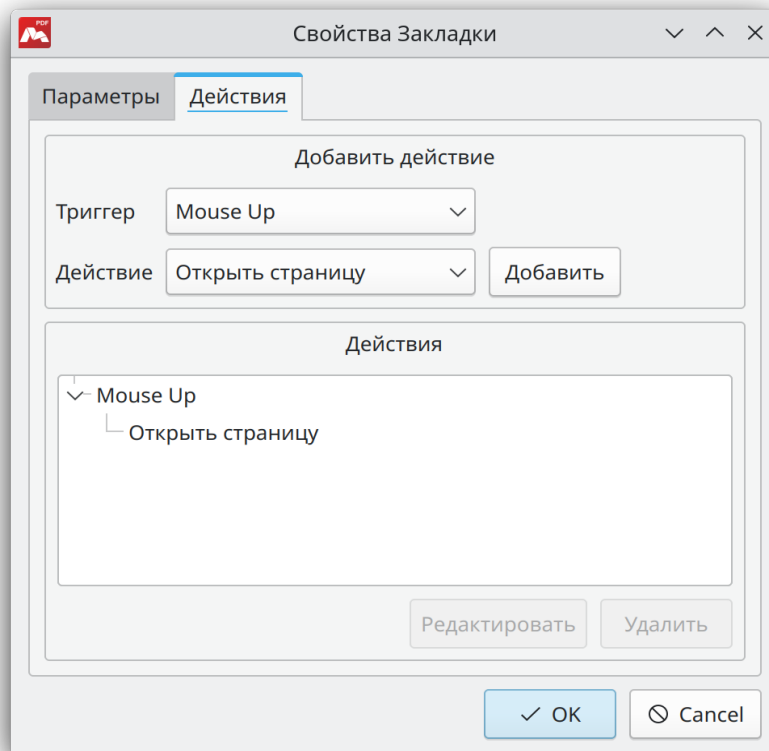 PDF
Свойства Закладки
Параметры Действия
Добавить действие
Триггер Mouse Up
Действие Открыть страницу Добавить
Действия
Mouse Up
Открыть страницу
Редактировать Удалить
OK Cancel